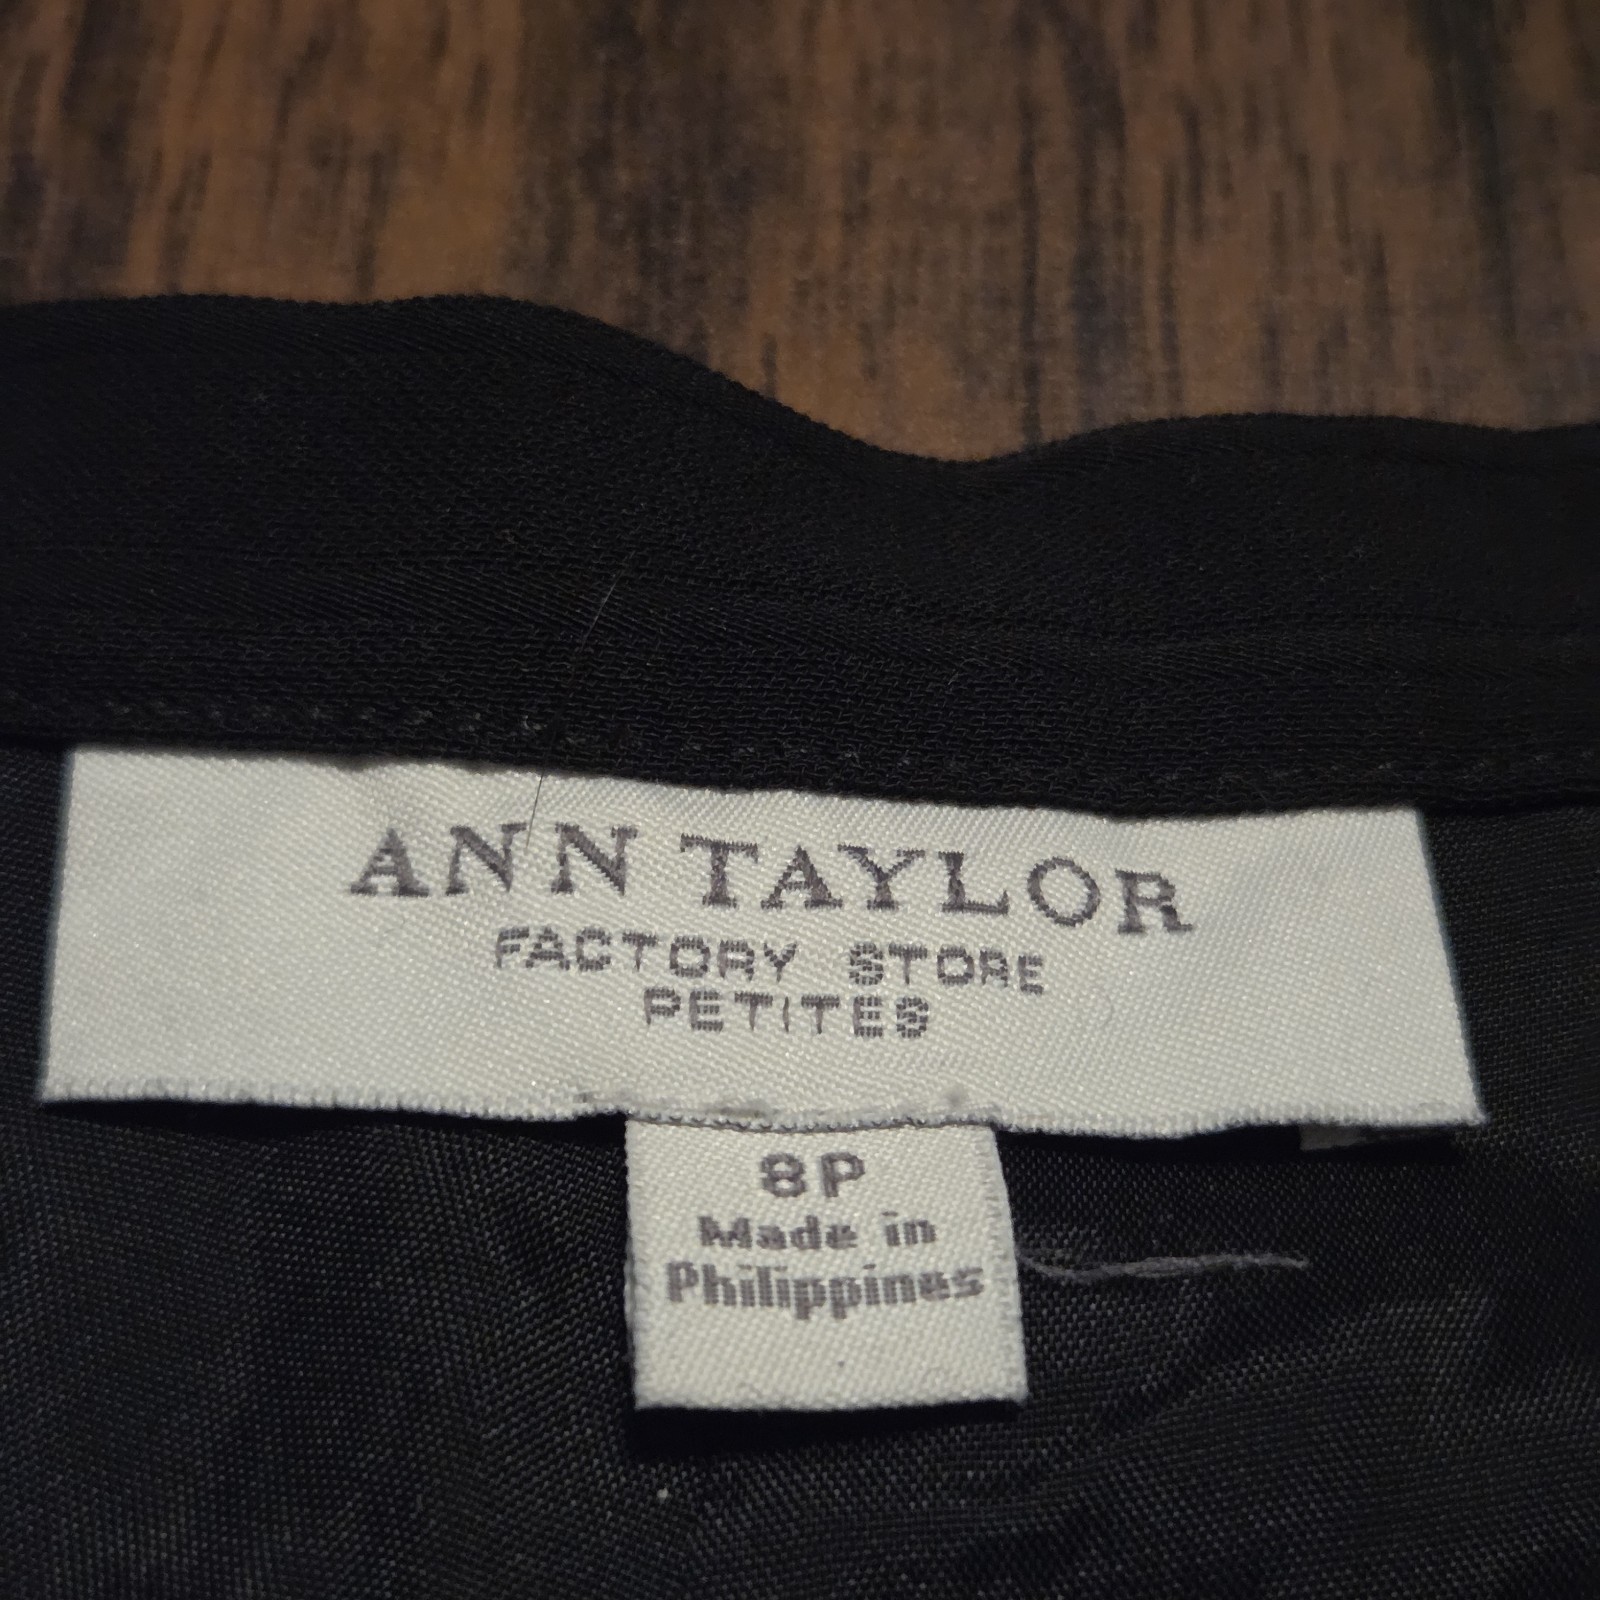 ANN TAYLOR
FACTORY STORE
PETITES
8P
Made in
Philippines